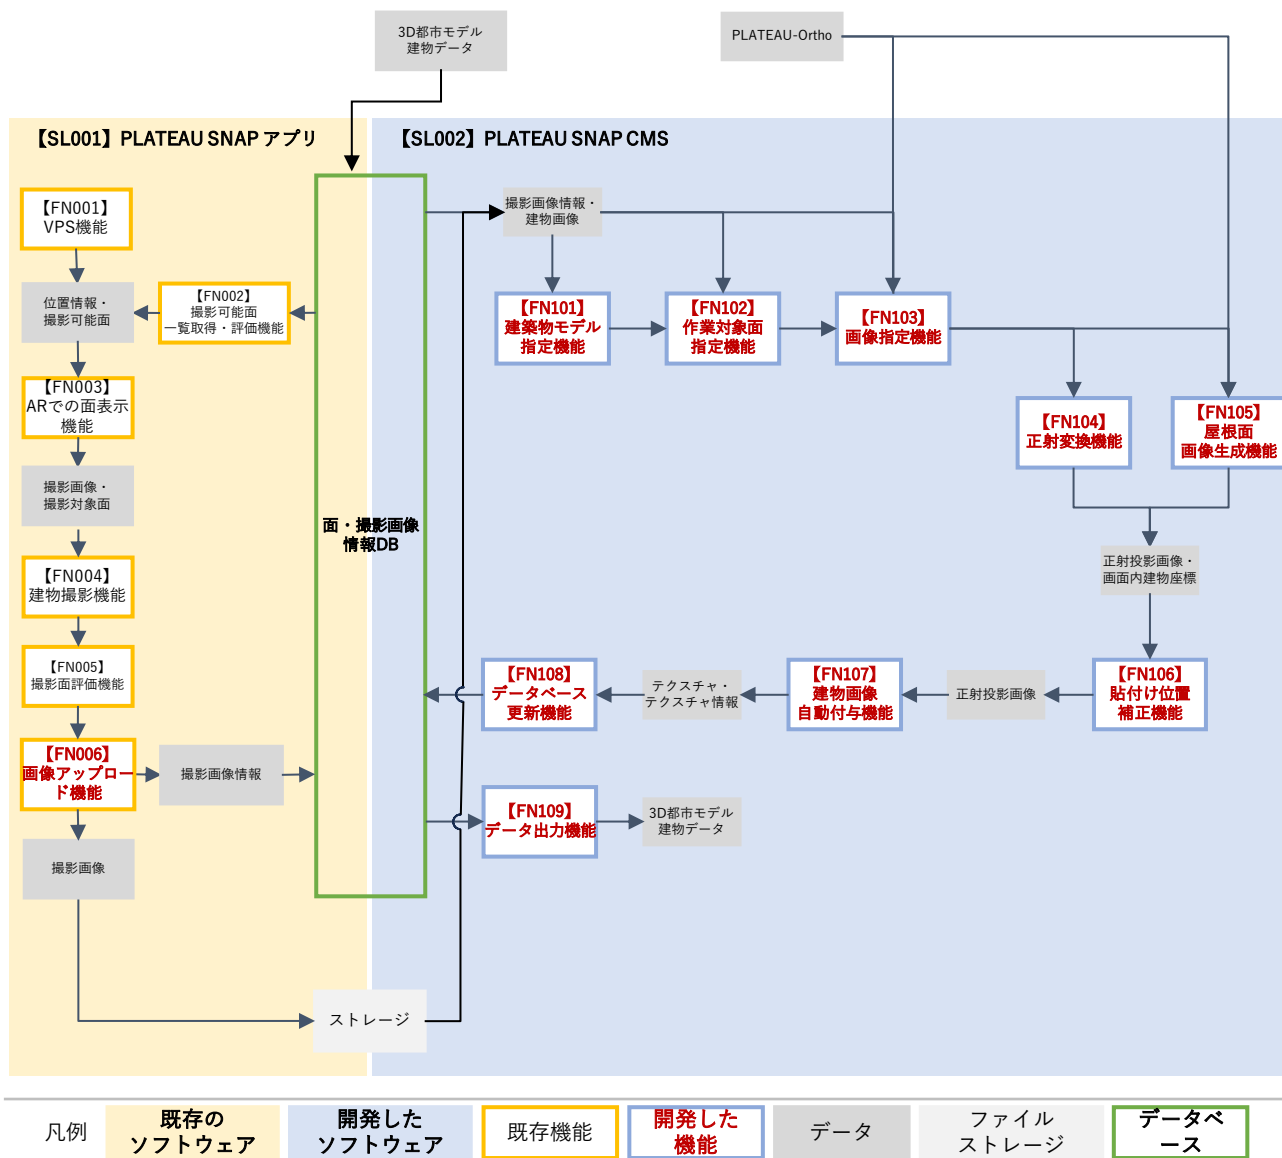 3D都市モデル
建物データ
PLATEAU-Ortho
【SL001】PLATEAU SNAP アプリ
【SL002】PLATEAU SNAP CMS
【FN001】
VPS機能
位置情報・
撮影可能面
【FN002】
撮影可能面
一覧取得・評価機能
【FN003】
ARでの面表示
機能
撮影画像・
撮影対象面
【FN004】
建物撮影機能
【FN005】
撮影面評価機能
【FN006】
画像アップロー
ド機能
撮影画像情報
撮影画像
面・撮影画像
情報DB
ストレージ
撮影画像情報・
建物画像
【FN101】
建築物モデル
指定機能
【FN102】
作業対象面
指定機能
【FN103】
画像指定機能
【FN104】
正射変換機能
【FN105】
屋根面
画像生成機能
正射投影画像・
画面内建物座標
【FN106】
貼付け位置
補正機能
正射投影画像
【FN107】
建物画像
自動付与機能
テクスチャ・
テクスチャ情報
【FN108】
データベース
更新機能
【FN109】
データ出力機能
3D都市モデル
建物データ
凡例
既存の
ソフトウェア
開発した
ソフトウェア
既存機能
開発した
機能
データ
ファイル
ストレージ
データベ
ース